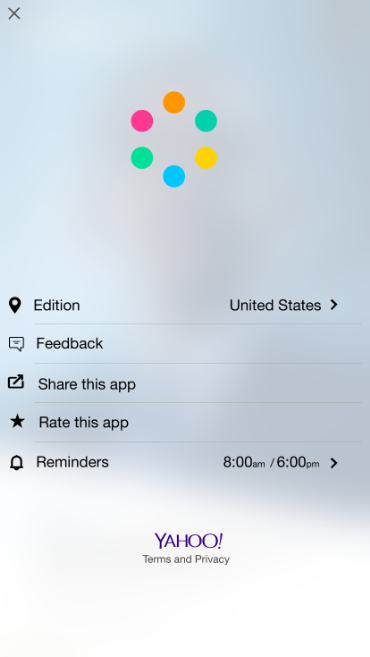 Edition United States
Feedback
Share this app
Rate this app
Reminders 8:00am / 6:00pm
YAHOO!
Terms and Privacy